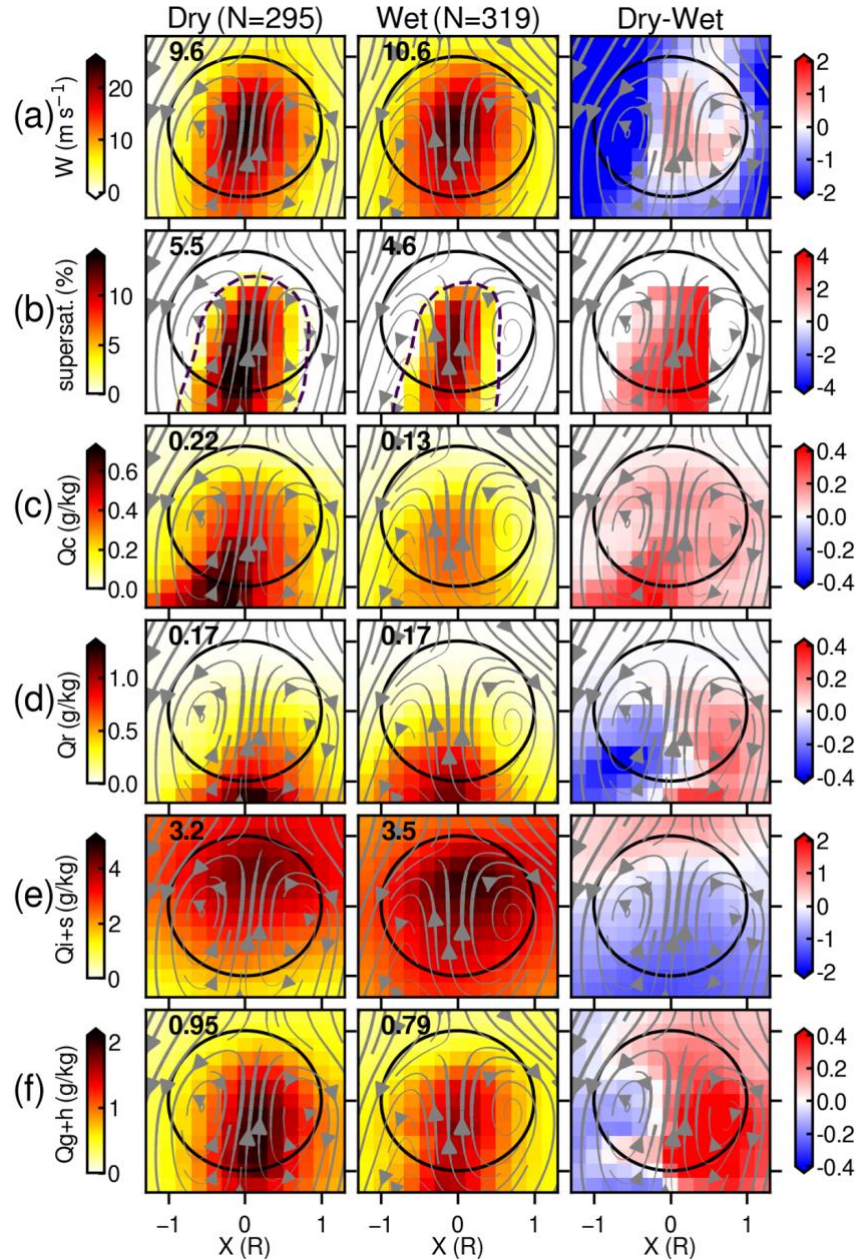 Dry (N=295) Wet (N=319) Dry-Wet
(a) W (m s⁻¹) 20 10 0 9.6 10.6 2 1 0 -1 -2
(b) supersat. (%) 10 5 0 5.5 4.6 4 2 0 -2 -4
(c) Qc (g/kg) 0.6 0.4 0.2 0.0 0.22 0.13 0.4 0.2 0.0 -0.2 -0.4
(d) Qr (g/kg) 1.0 0.5 0.0 0.17 0.17 0.4 0.2 0.0 -0.2 -0.4
(e) Qi+s (g/kg) 4 2 0 3.2 3.5 2 1 0 -1 -2
(f) Qg+h (g/kg) 2 1 0 0.95 0.79 0.4 0.2 0.0 -0.2 -0.4
−1 0 1 −1 0 1 −1 0 1
X (R) X (R) X (R)